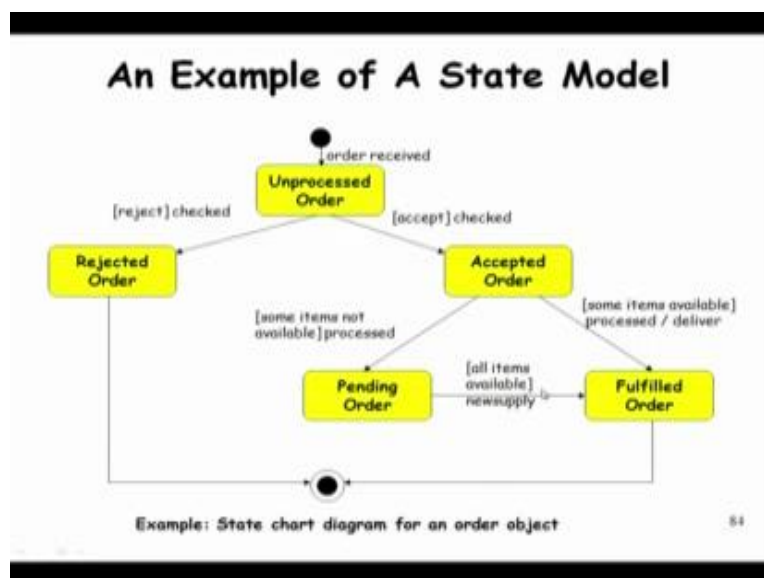 An Example of A State Model
order received
Unprocessed
Order
[reject] checked
[accept] checked
Rejected
Order
Accepted
Order
[some items not
available] processed
[some items available]
processed / deliver
[all items
available]
newsupply
Pending
Order
Fulfilled
Order
Example: State chart diagram for an order object
84